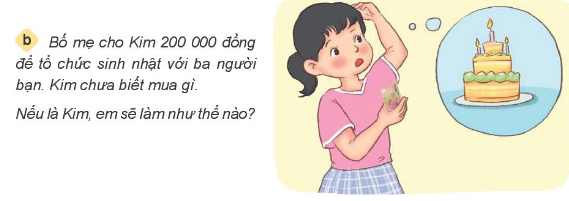 b Bố mẹ cho Kim 200 000 đồng
để tổ chức sinh nhật với ba người
bạn. Kim chưa biết mua gì.
Nếu là Kim, em sẽ làm như thế nào?